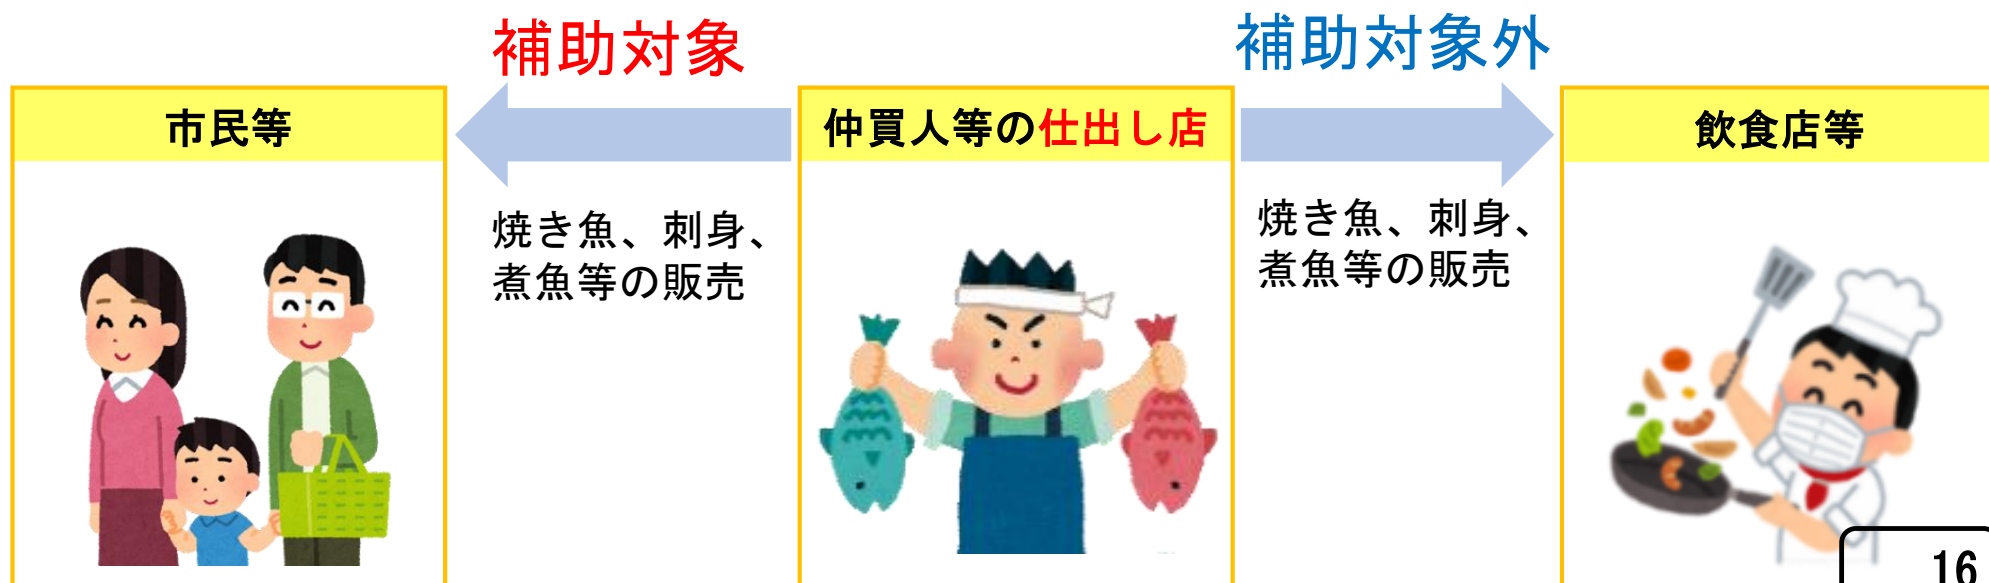 補助対象
補助対象外
市民等
仲買人等の仕出し店
飲食店等
焼き魚、刺身、
煮魚等の販売
焼き魚、刺身、
煮魚等の販売
16